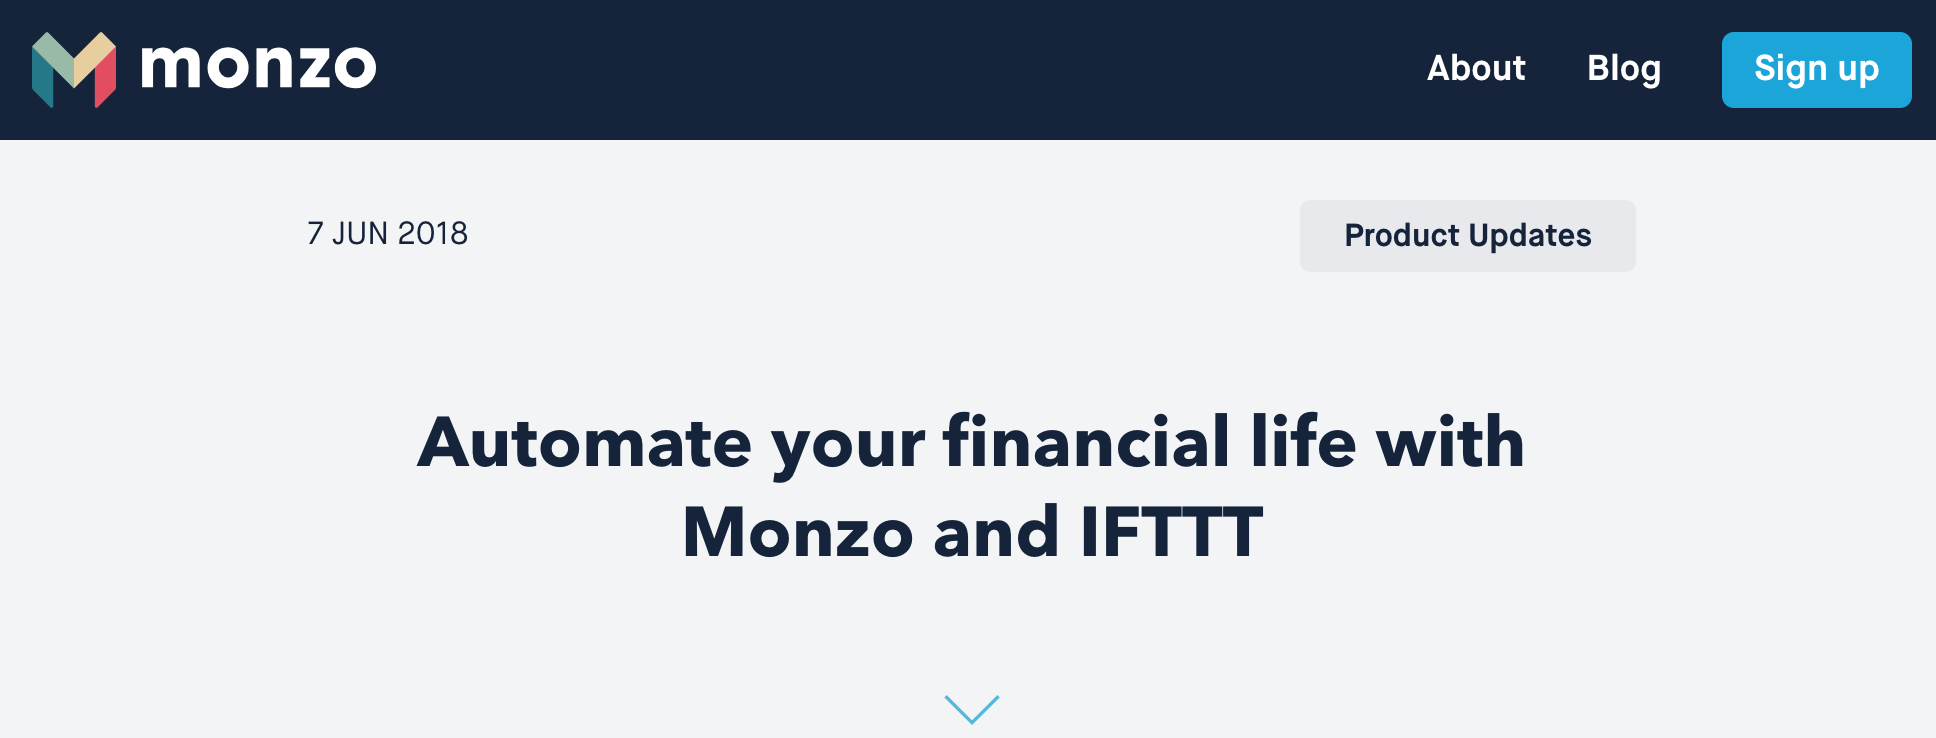 monzo
About
Blog
Sign up
7 JUN 2018
Product Updates
Automate your financial life with
Monzo and IFTTT